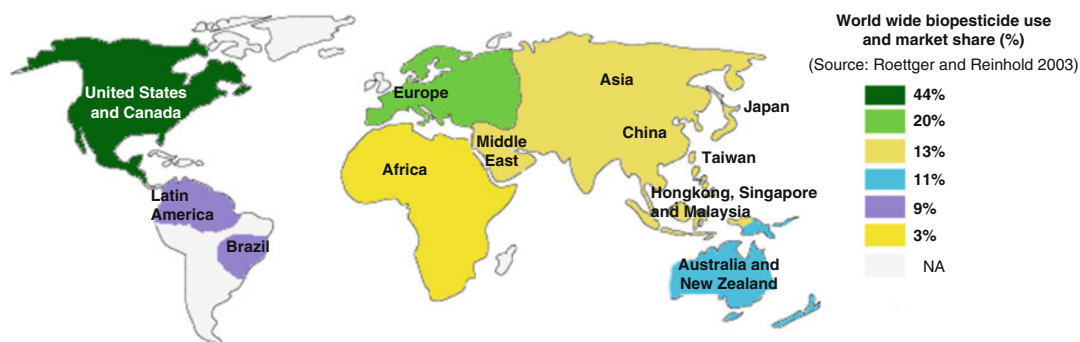 World wide biopesticide use
and market share (%)
(Source: Roettger and Reinhold 2003)
44%
20%
13%
11%
9%
3%
NA
United States
and Canada
Europe
Asia
Japan
China
Middle
East
Taiwan
Africa
Latin
America
Hongkong, Singapore
and Malaysia
Brazil
Australia and
New Zealand